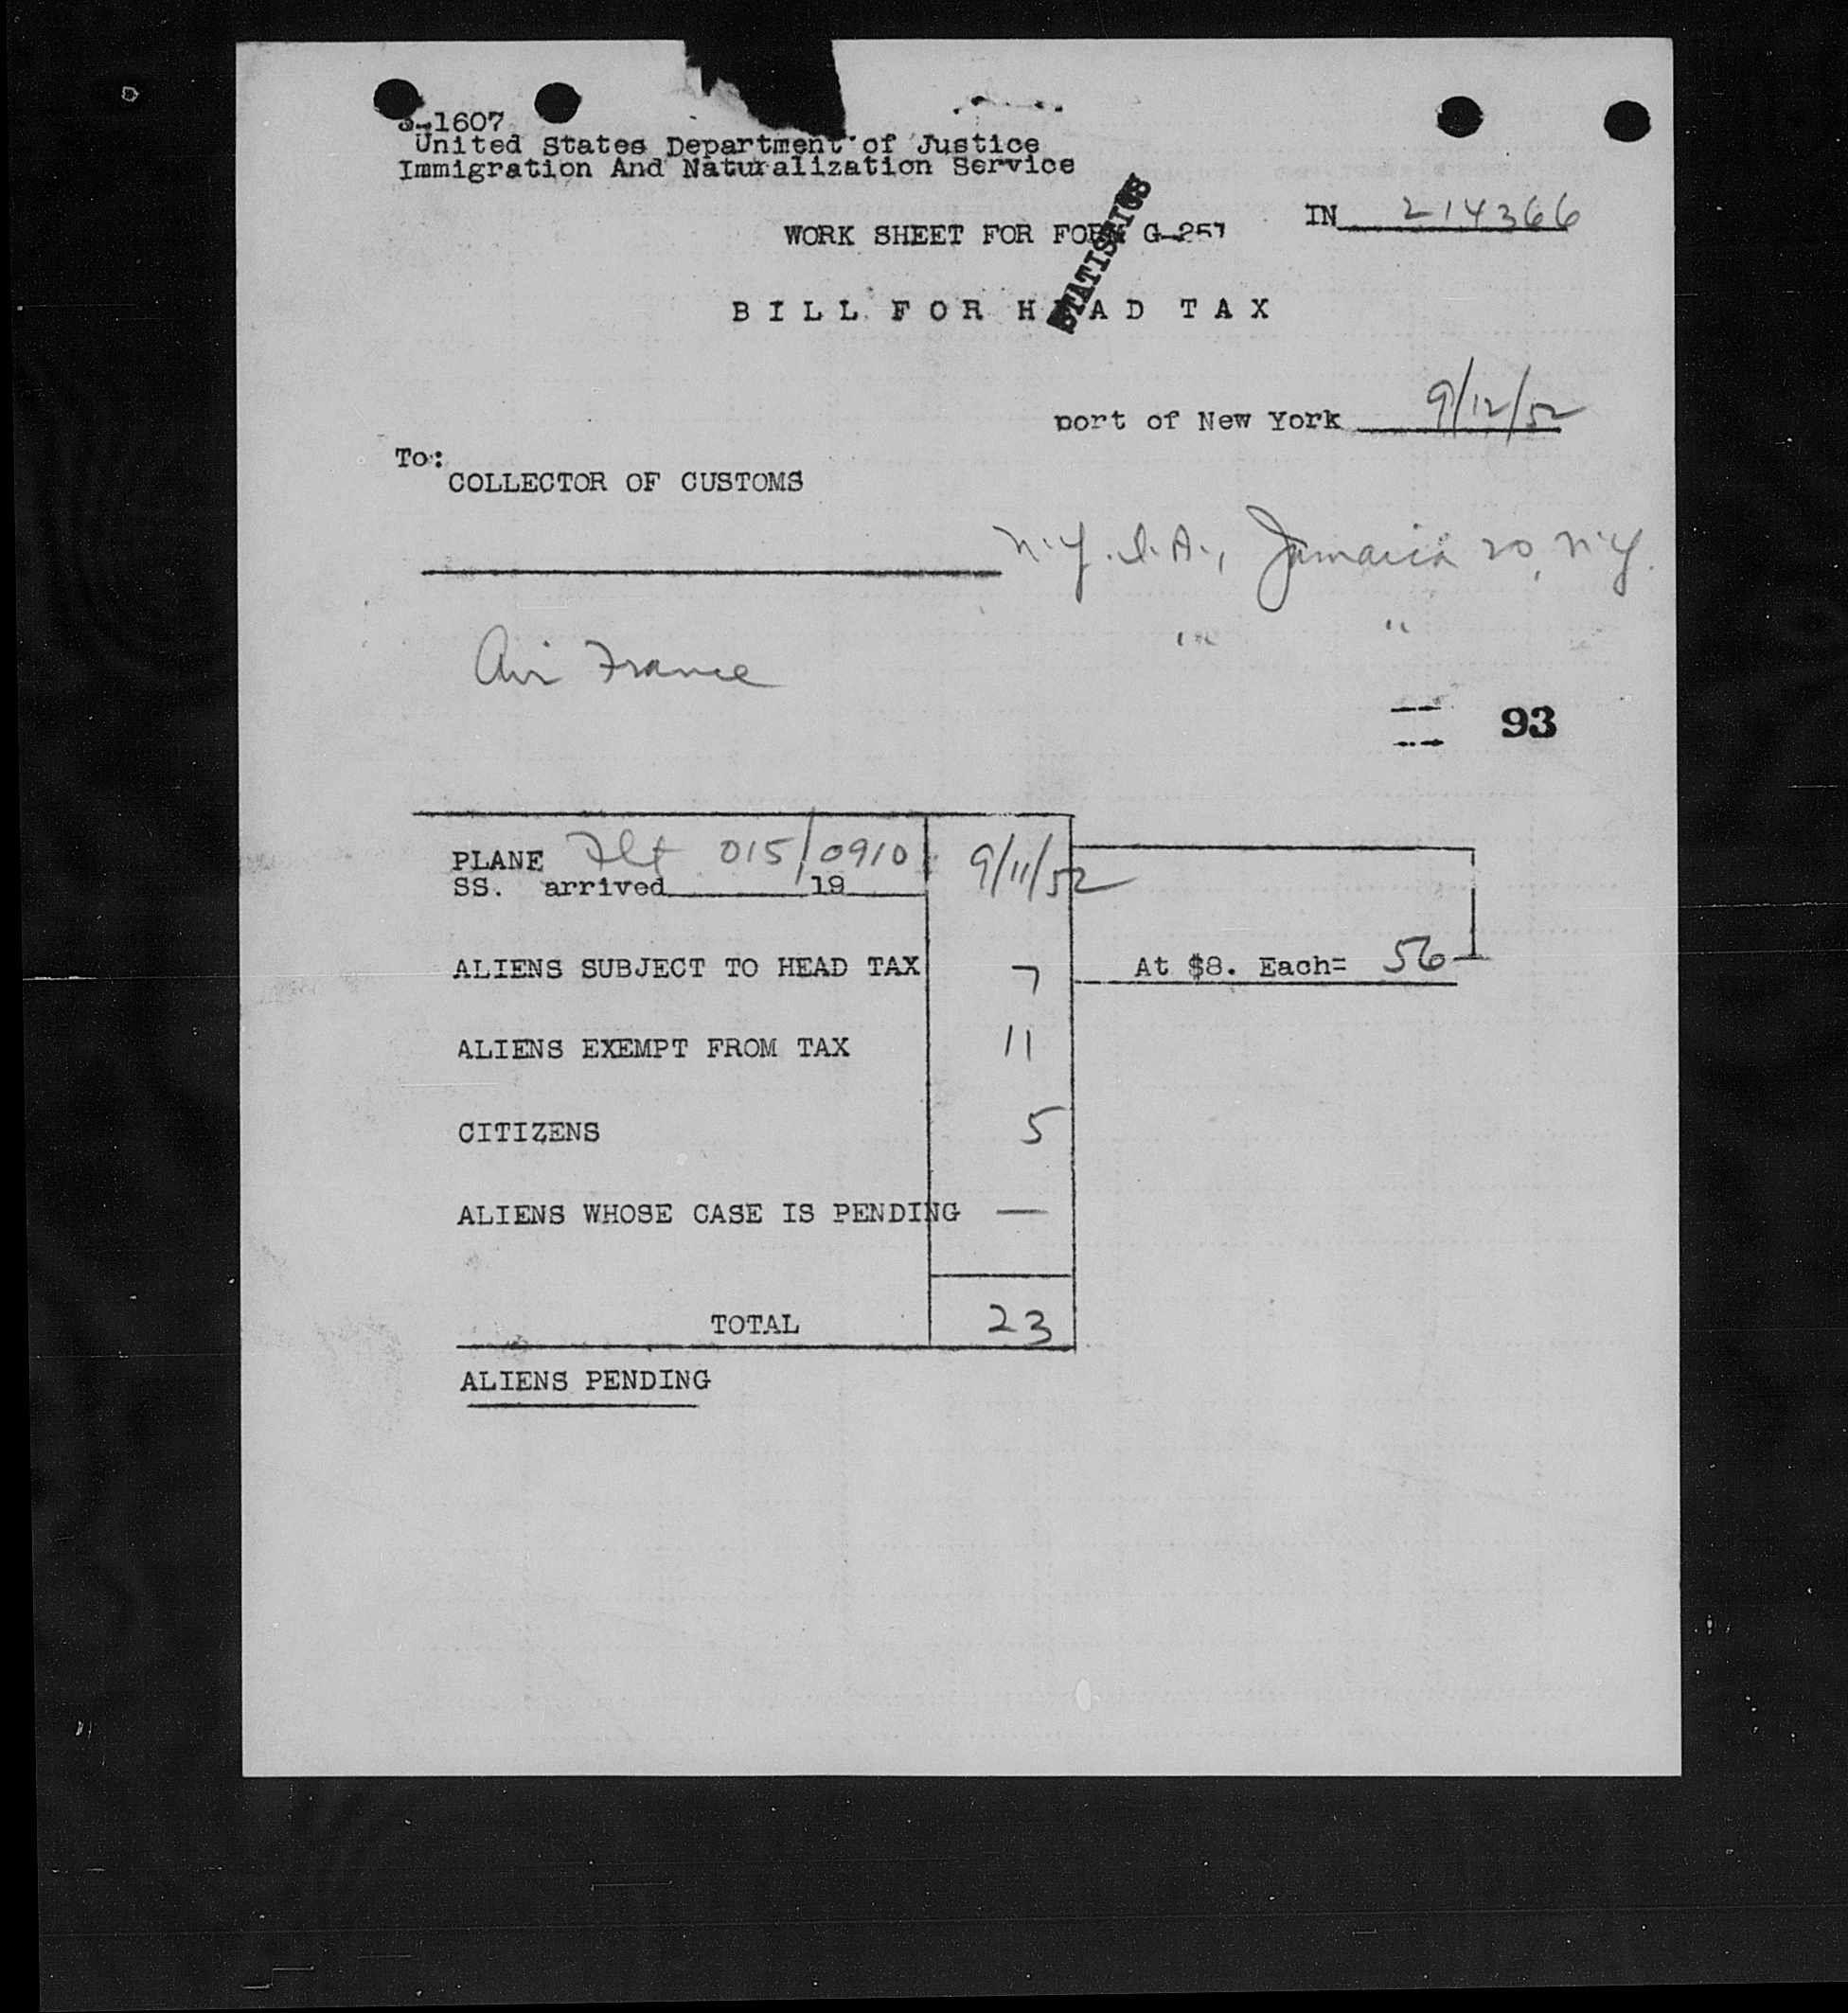 -1607
United States Department of Justice
Immigration And Naturalization Service
IN 214366
WORK SHEET FOR FORM G-257
STATISTICS
BILL FOR HEAD TAX
port of New York 9/12/52
To:
COLLECTOR OF CUSTOMS
N.Y.I.A., Jamaica 20, N.Y.
Air France " "
93
PLANE Flt 015/0910 9/11/52
SS. arrived 19
ALIENS SUBJECT TO HEAD TAX 7 At $8. Each= 56
ALIENS EXEMPT FROM TAX 11
CITIZENS 5
ALIENS WHOSE CASE IS PENDING —
TOTAL 23
ALIENS PENDING